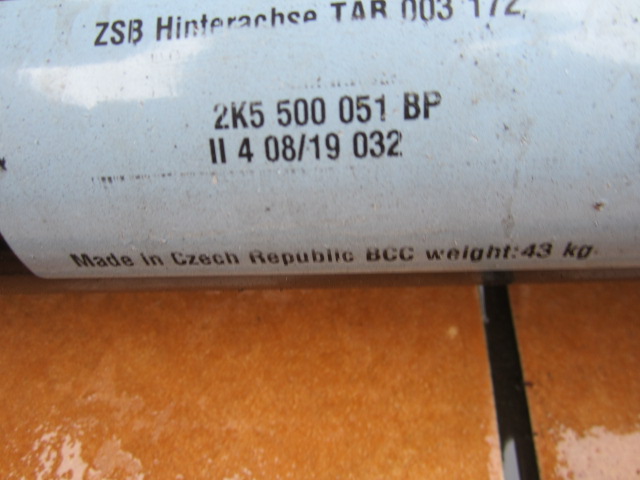 ZSB Hinterachse TAB 003 172
2K5 500 051 BP
II 4 08/19 032
Made in Czech Republic BCC weight:43 kg